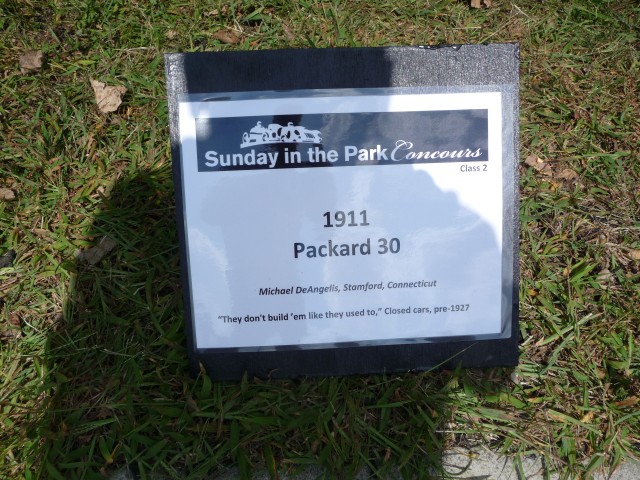 Sunday in the Park Concours
Class 2
1911
Packard 30
Michael DeAngelis, Stamford, Connecticut
"They don't build 'em like they used to," Closed cars, pre-1927